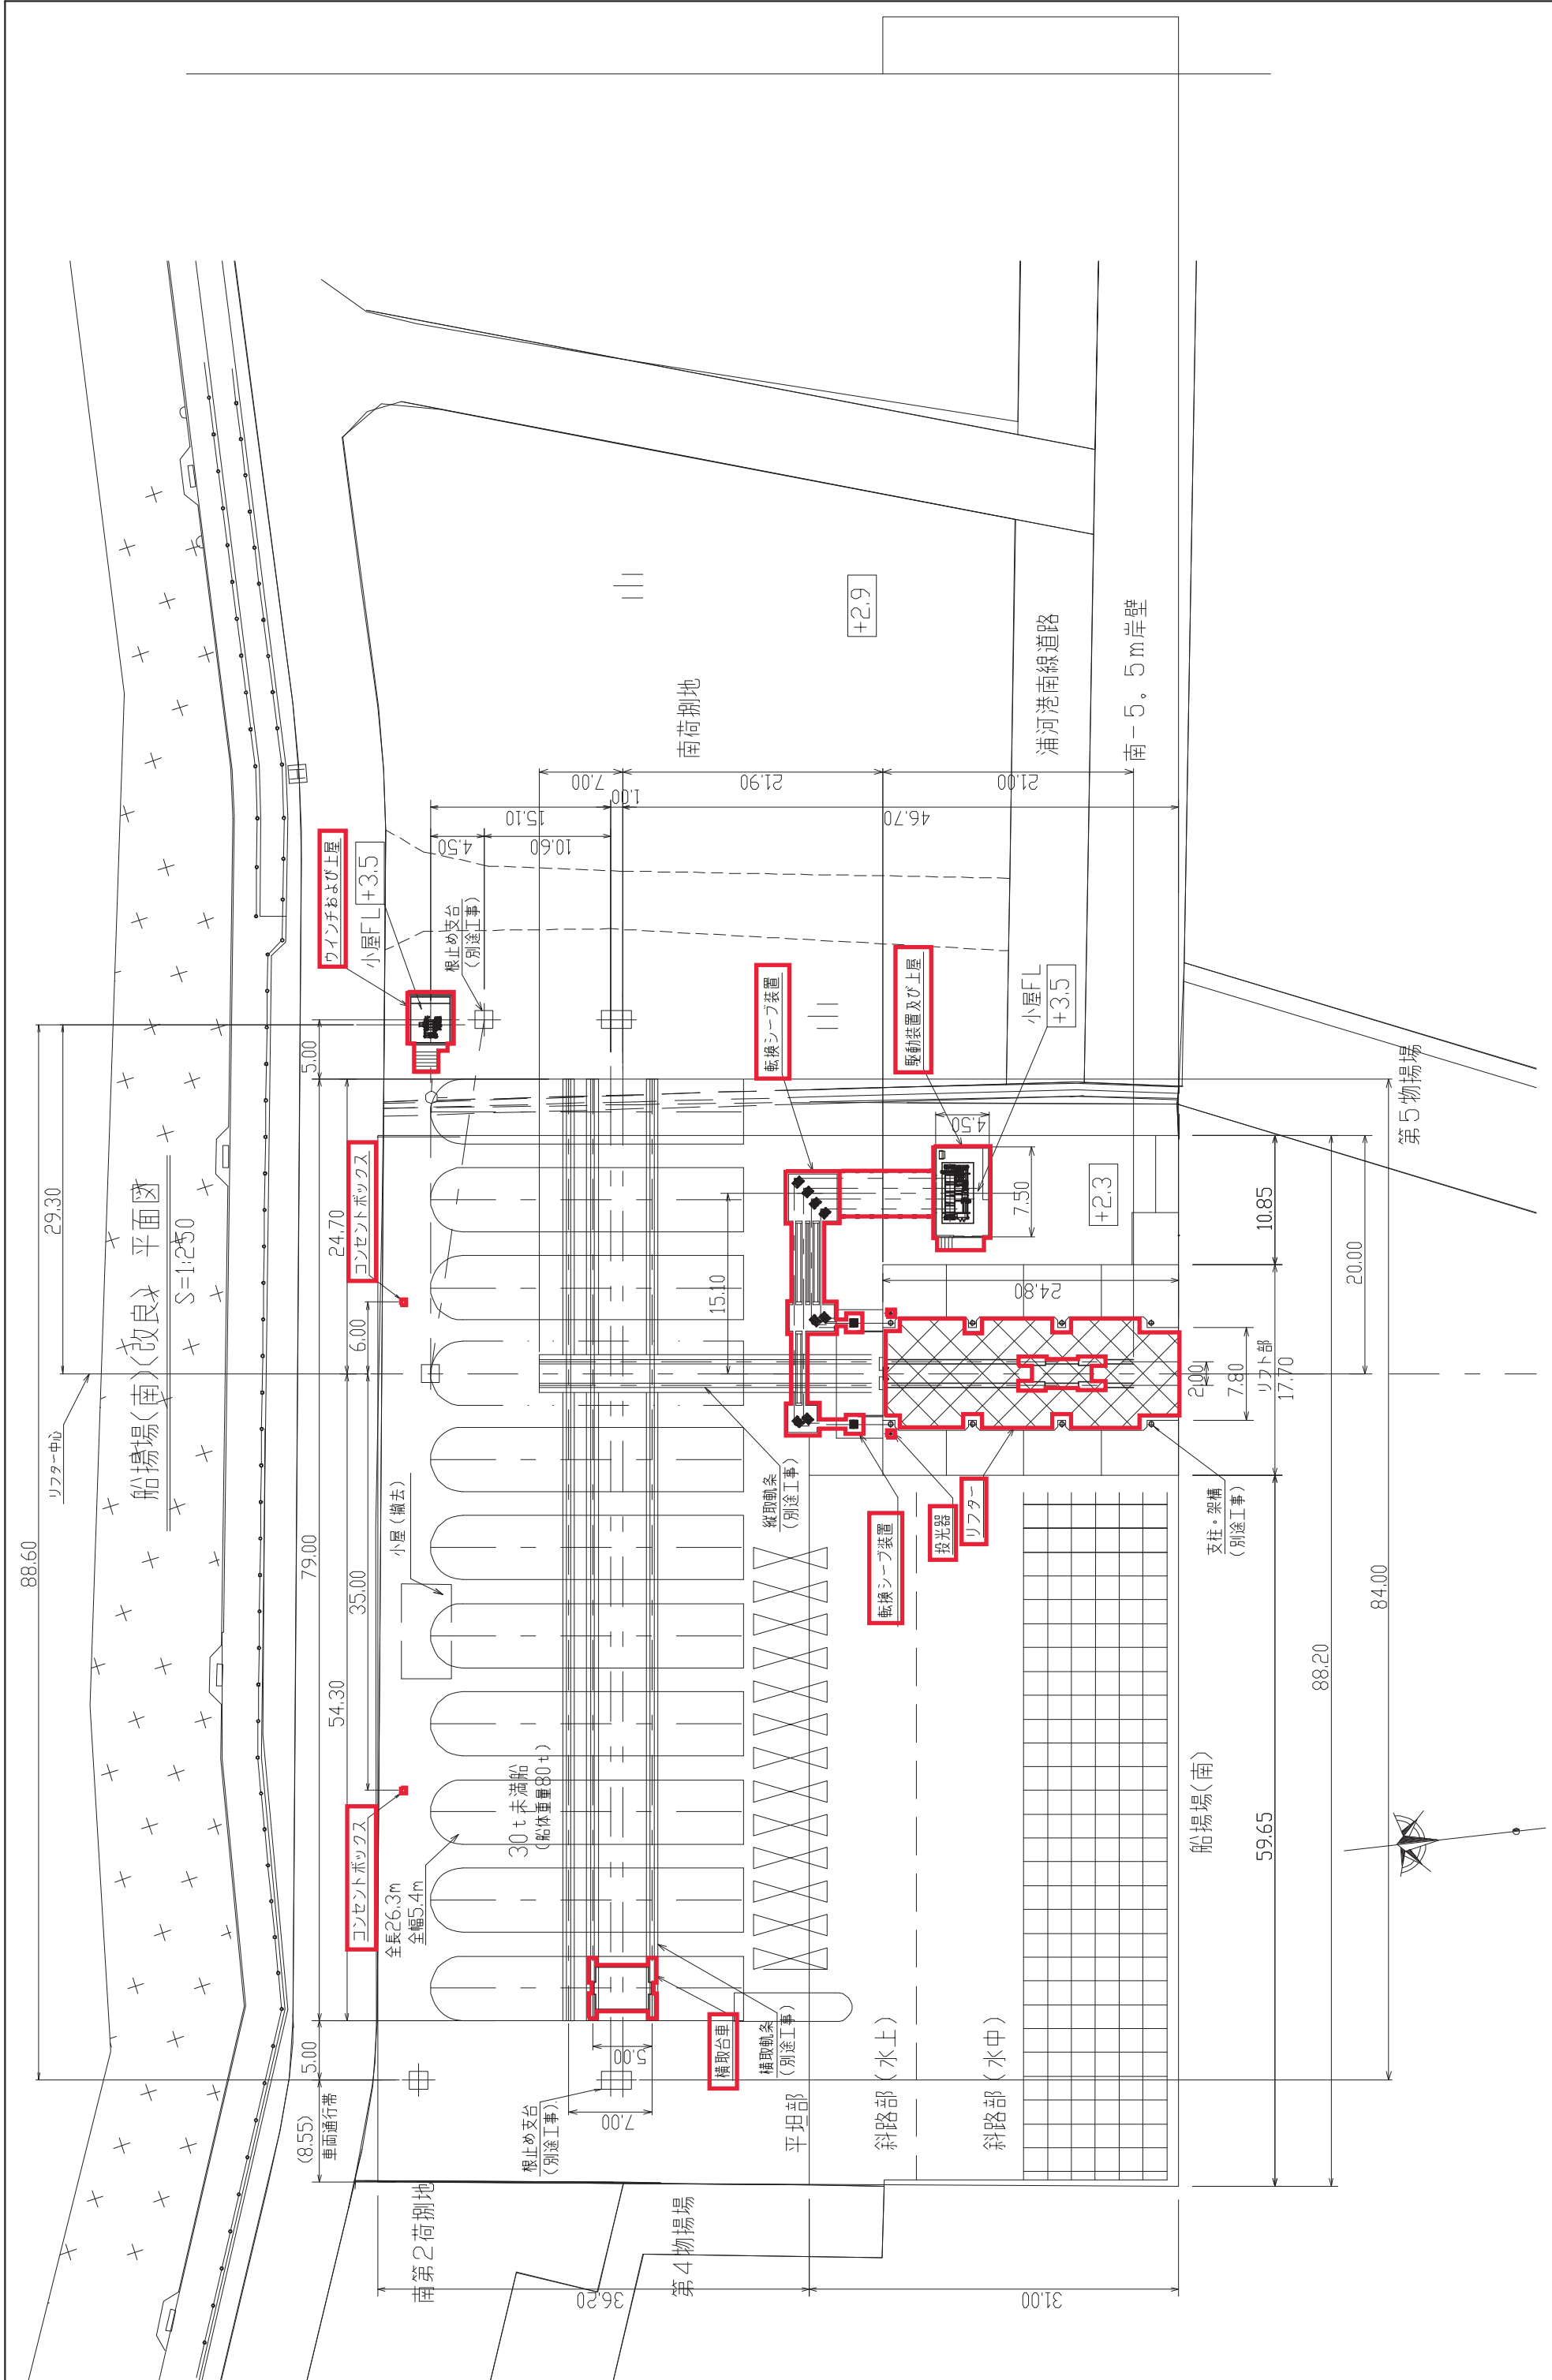 船揚場(南)(改良) 平面図
S=1:250
リフター中心
88.60
29.30
(8.55)
車両通行帯
5.00
79.00
5.00
54.30
24.70
35.00
6.00
コンセントボックス
コンセントボックス
小屋(撤去)
ウインチおよび上屋
小屋FL
+3.5
全長26.3m
全幅5.4m
30t未満船
(船体重量80t)
根止め支台
(別途工事)
4.50
10.60
15.10
1.00
7.00
21.90
21.00
46.70
南荷捌地
+2.9
浦河港南線道路
南-5。5m岸壁
南第2荷捌地
第4物揚場
36.20
31.00
根止め支台
(別途工事)
7.00
5.00
横取台車
横取軌条
(別途工事)
縦取軌条
(別途工事)
15.10
転換シーブ装置
駆動装置及び上屋
小屋FL
+3.5
4.50
7.50
+2.3
24.80
平坦部
斜路部(水上)
斜路部(水中)
転換シーブ装置
投光器
リフター
支柱・架構
(別途工事)
2.00
7.80
リフト部
17.70
10.85
20.00
59.65
88.20
84.00
船揚場(南)
第5物揚場